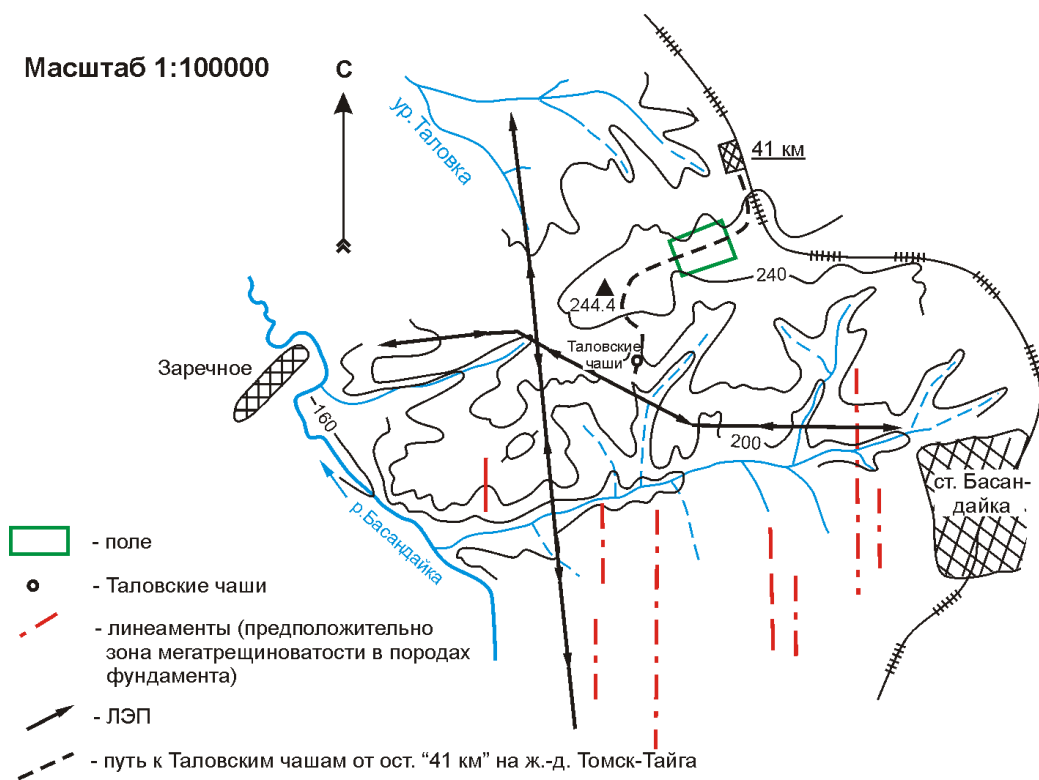 Масштаб 1:100000
С
ур. Таловка
41 км
240
244.4
Таловские
чаши
Заречное
160
200
ст. Басан-
дайка
р.Басандайка
- поле
- Таловские чаши
- линеаменты (предположительно
зона мегатрещиноватости в породах
фундамента)
- ЛЭП
- путь к Таловским чашам от ост. “41 км” на ж.-д. Томск-Тайга